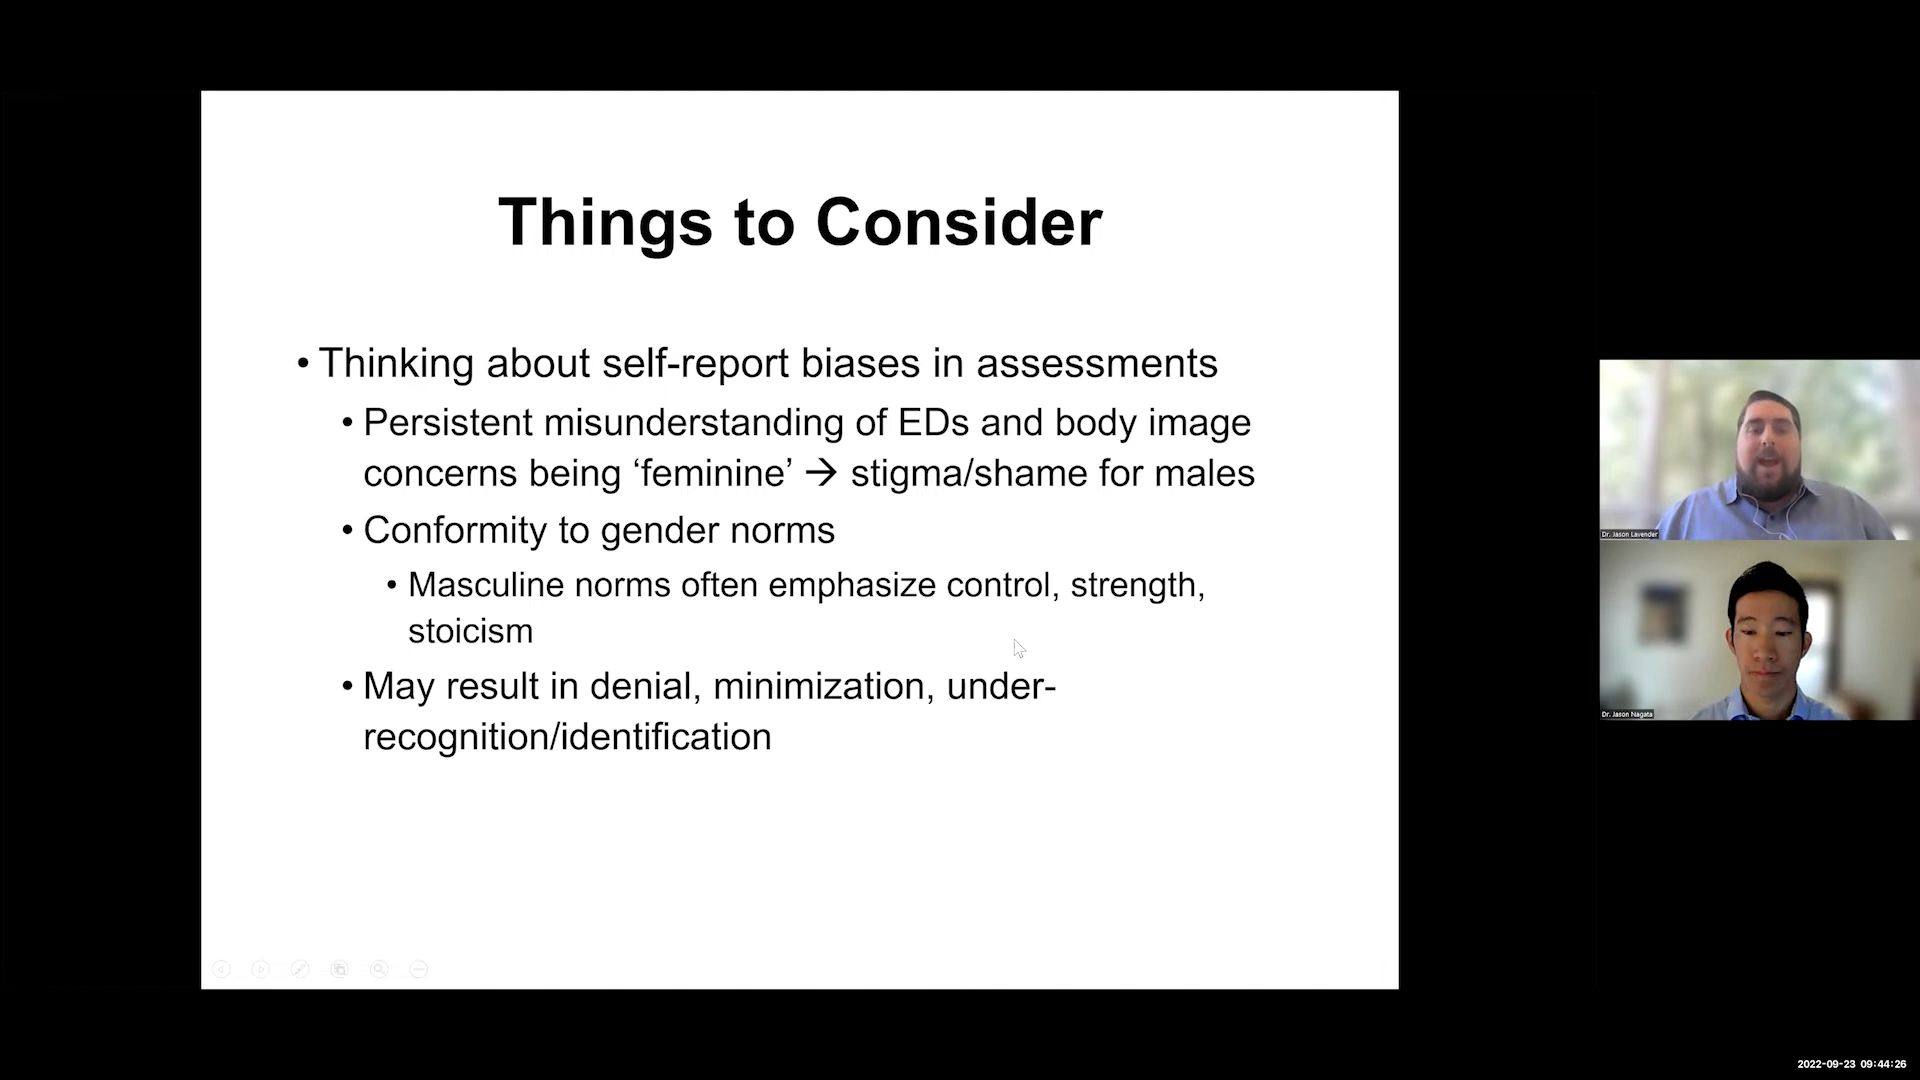 Things to Consider
• Thinking about self-report biases in assessments
• Persistent misunderstanding of EDs and body image
concerns being ‘feminine’ → stigma/shame for males
• Conformity to gender norms
• Masculine norms often emphasize control, strength,
stoicism
• May result in denial, minimization, under-
recognition/identification
Dr. Jason Lavender
Dr. Jason Nagata
2022-09-23 09:44:26